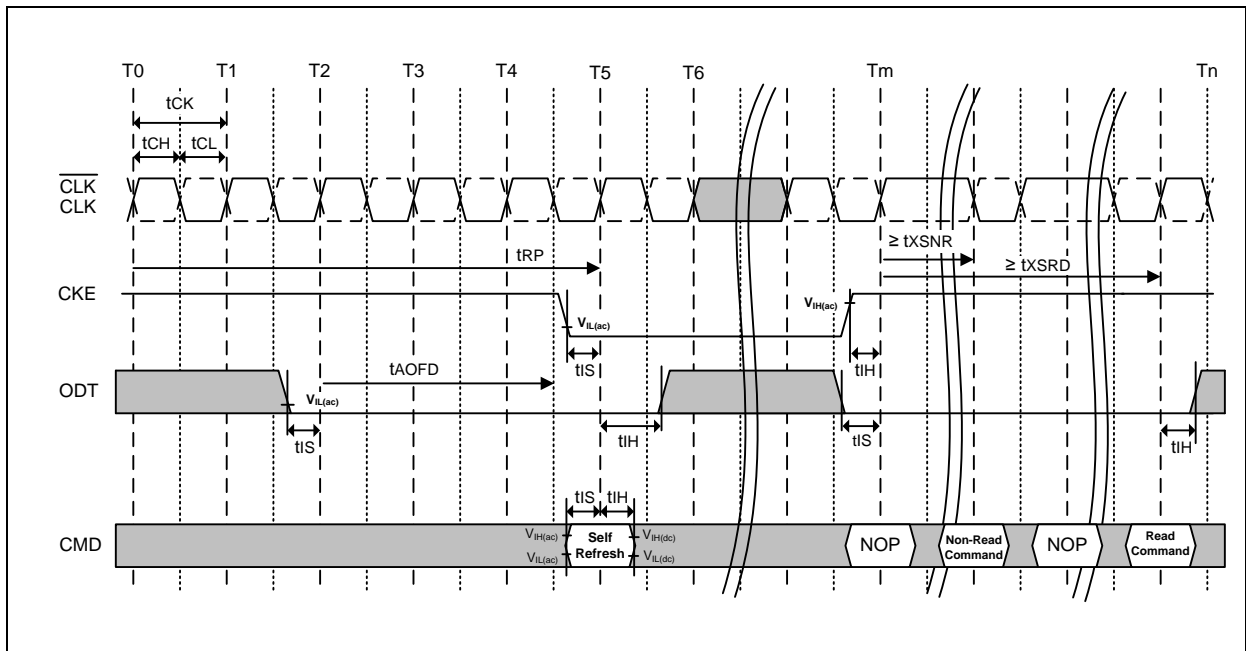 T0 T1 T2 T3 T4 T5 T6 Tm Tn
tCK
tCH tCL
CLK
CLK
≥ tXSNR
tRP
≥ tXSRD
CKE
VIH(ac)
VIL(ac)
tIS
tIH
tAOFD
ODT
VIL(ac)
tIS
tIH
tIS
tIH
tIS tIH
CMD
VIH(ac)
VIL(ac)
Self
Refresh
VIH(dc)
VIL(dc)
NOP
Non-Read
Command
NOP
Read
Command